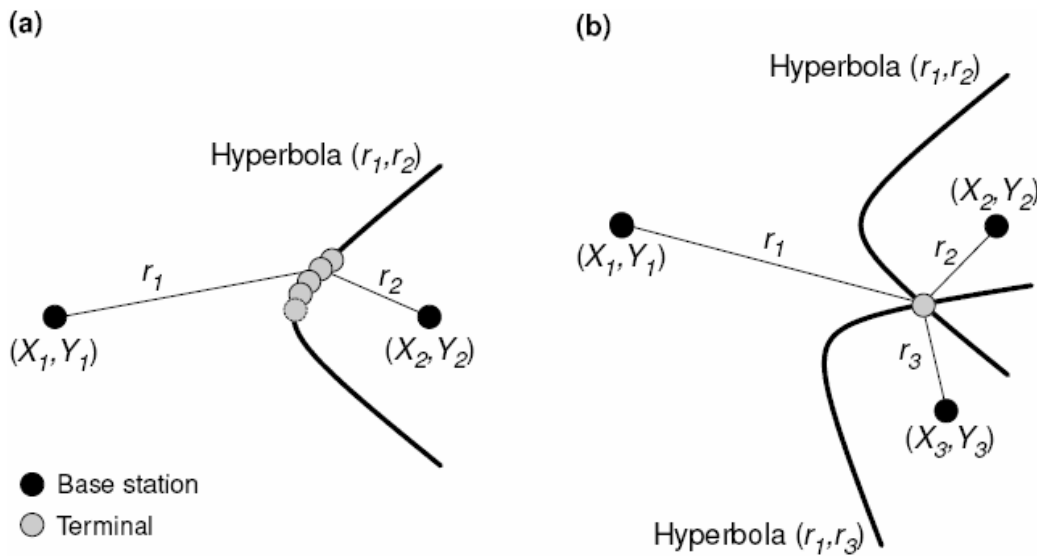 (a)
Hyperbola (r₁,r₂)
r₁
r₂
(X₁,Y₁)
(X₂,Y₂)
Base station
Terminal
(b)
Hyperbola (r₁,r₂)
(X₂,Y₂)
(X₁,Y₁)
r₁
r₂
r₃
(X₃,Y₃)
Hyperbola (r₁,r₃)